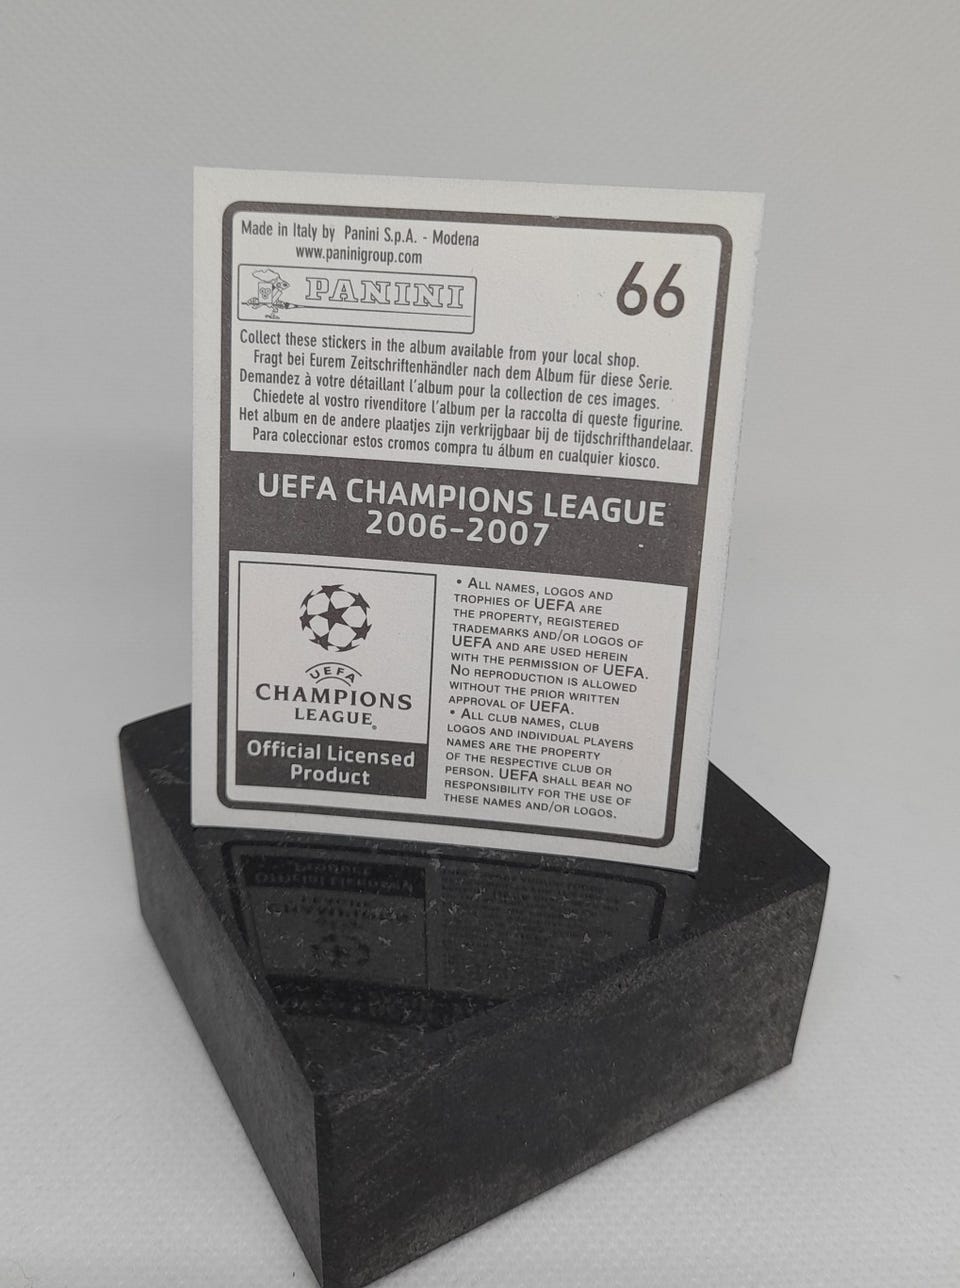 Made in Italy by Panini S.p.A. - Modena
www.paninigroup.com
66
PANINI
Collect these stickers in the album available from your local shop.
Fragt bei Eurem Zeitschriftenhändler nach dem Album für diese Serie.
Demandez à votre détaillant l'album pour la collection de ces images.
Chiedete al vostro rivenditore l'album per la raccolta di queste figurine.
Het album en de andere plaatjes zijn verkrijgbaar bij de tijdschrifthandelaar.
Para coleccionar estos cromos compra tu álbum en cualquier kiosco.
UEFA CHAMPIONS LEAGUE
2006-2007
UEFA
CHAMPIONS
LEAGUE®
Official Licensed
Product
• ALL NAMES, LOGOS AND
TROPHIES OF UEFA ARE
THE PROPERTY, REGISTERED
TRADEMARKS AND/OR LOGOS OF
UEFA AND ARE USED HEREIN
WITH THE PERMISSION OF UEFA.
NO REPRODUCTION IS ALLOWED
WITHOUT THE PRIOR WRITTEN
APPROVAL OF UEFA.
• ALL CLUB NAMES, CLUB
LOGOS AND INDIVIDUAL PLAYERS
NAMES ARE THE PROPERTY
OF THE RESPECTIVE CLUB OR
PERSON. UEFA SHALL BEAR NO
RESPONSIBILITY FOR THE USE OF
THESE NAMES AND/OR LOGOS.